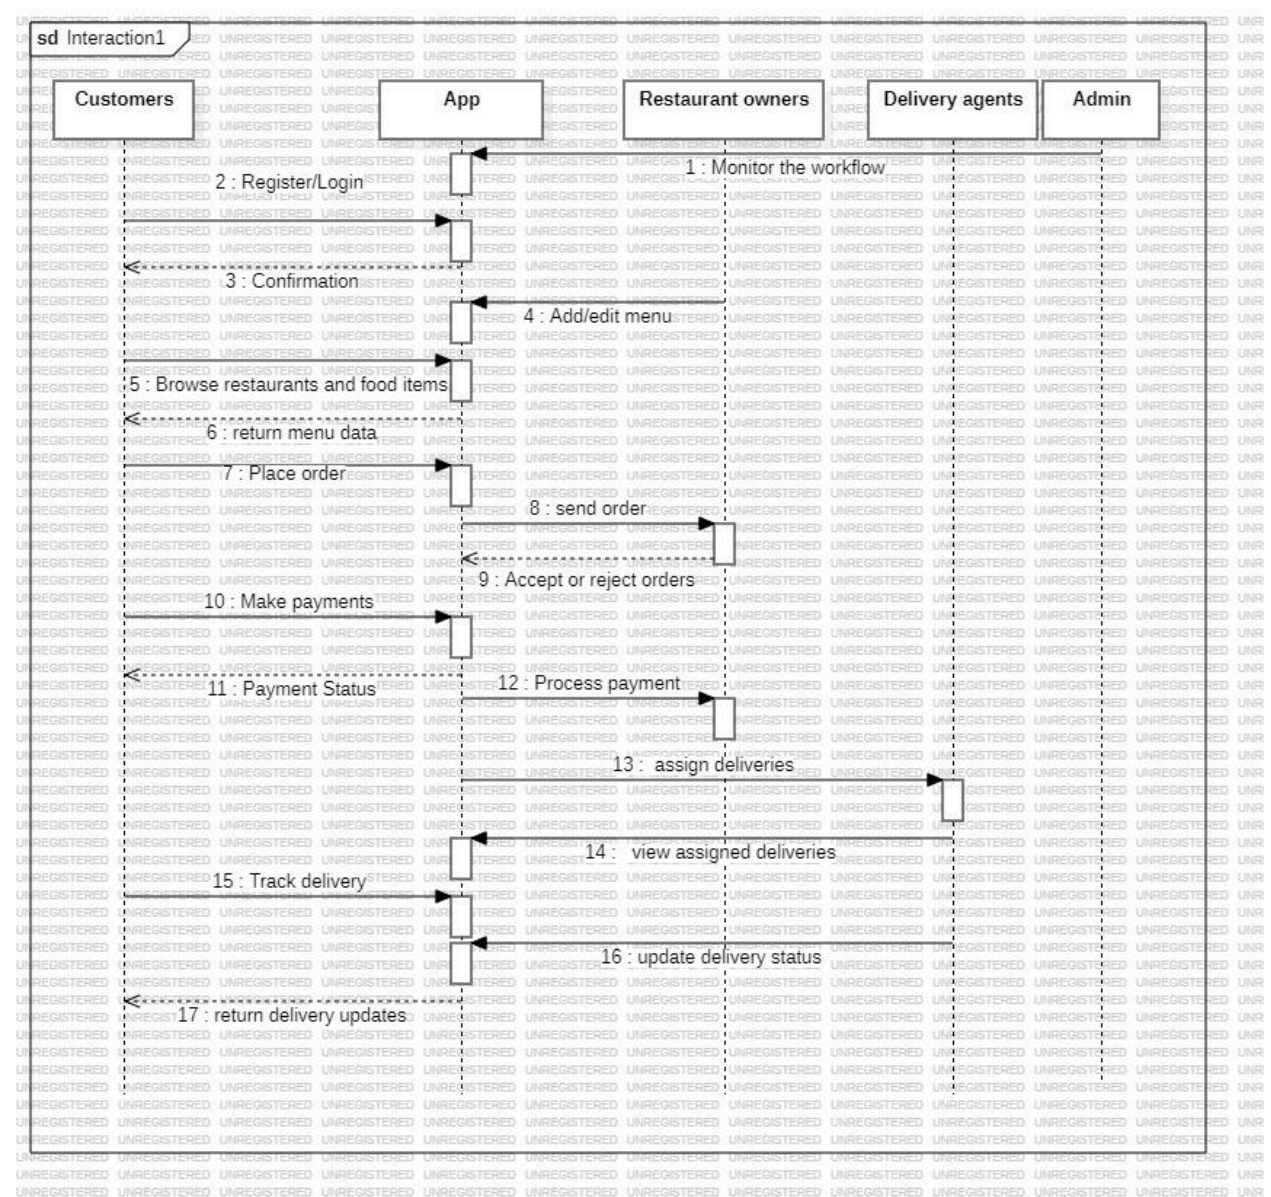 sd Interaction1
Customers
App
Restaurant owners
Delivery agents
Admin
1 : Monitor the workflow
2 : Register/Login
3 : Confirmation
4 : Add/edit menu
5 : Browse restaurants and food items
6 : return menu data
7 : Place order
8 : send order
9 : Accept or reject orders
10 : Make payments
11 : Payment Status
12 : Process payment
13 :  assign deliveries
14 :   view assigned deliveries
15 : Track delivery
16 : update delivery status
17 : return delivery updates
UNREGISTERED